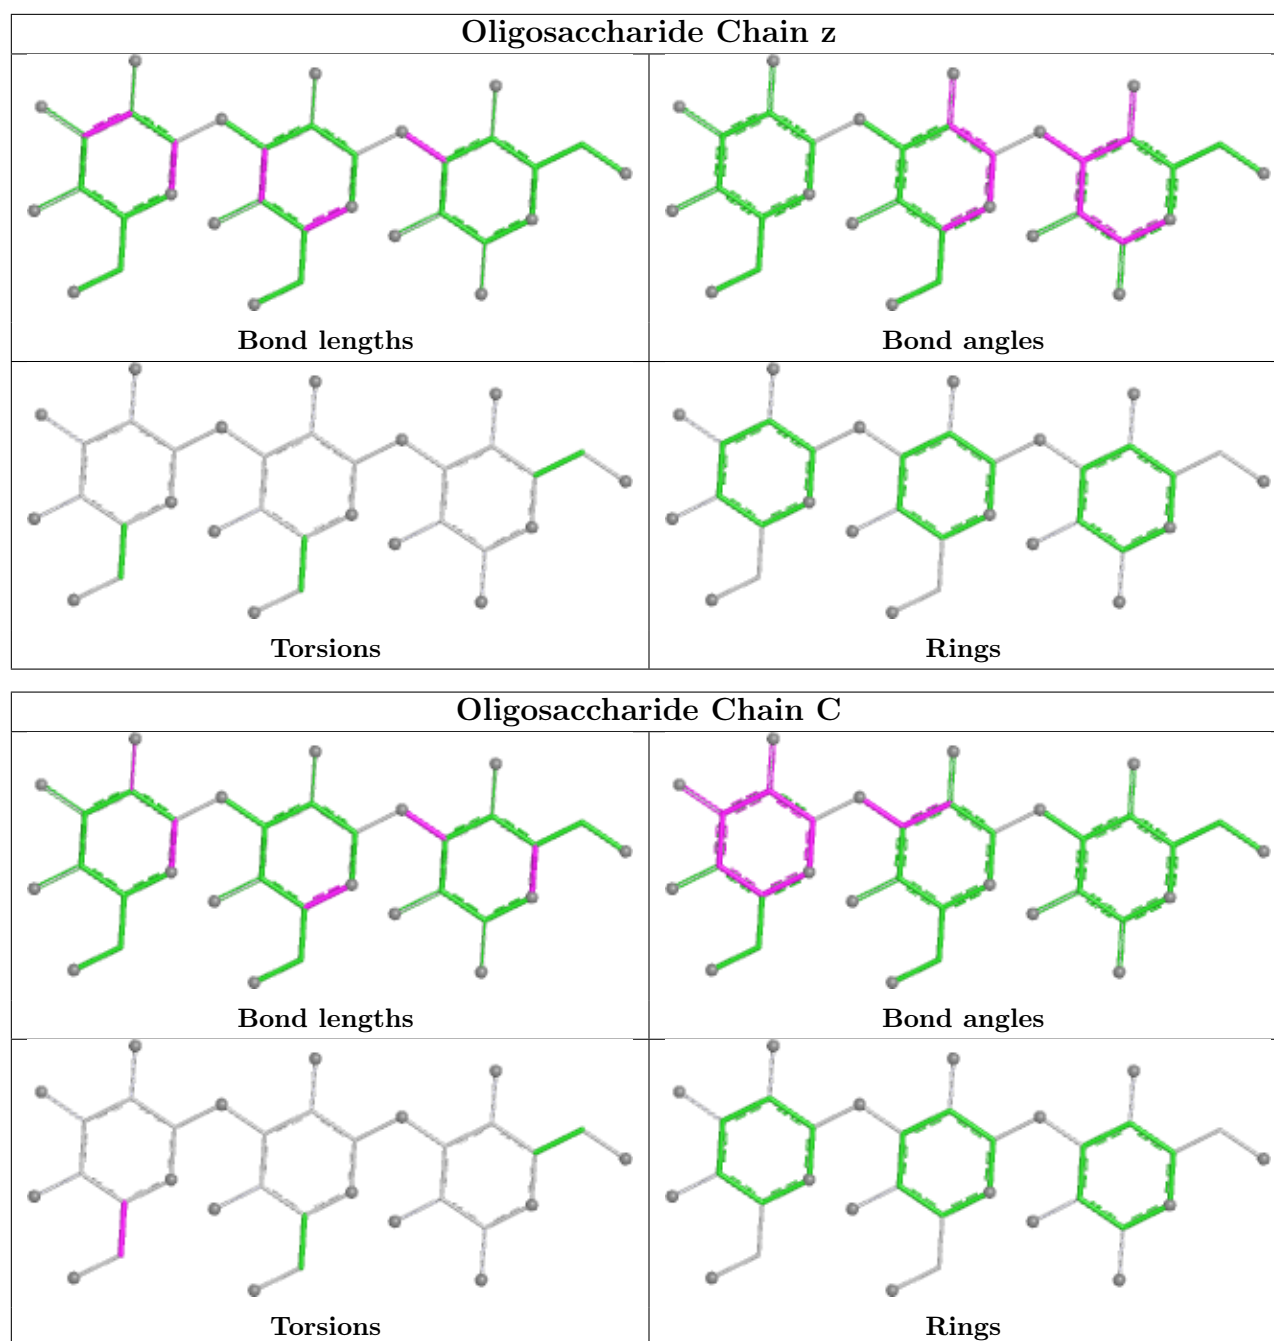 Oligosaccharide Chain z
Bond lengths
Bond angles
Torsions
Rings
Oligosaccharide Chain C
Bond lengths
Bond angles
Torsions
Rings